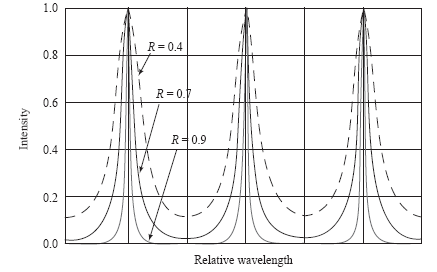 1.0
0.8
0.6
0.4
0.2
0.0
Intensity
R = 0.4
R = 0.7
R = 0.9
Relative wavelength